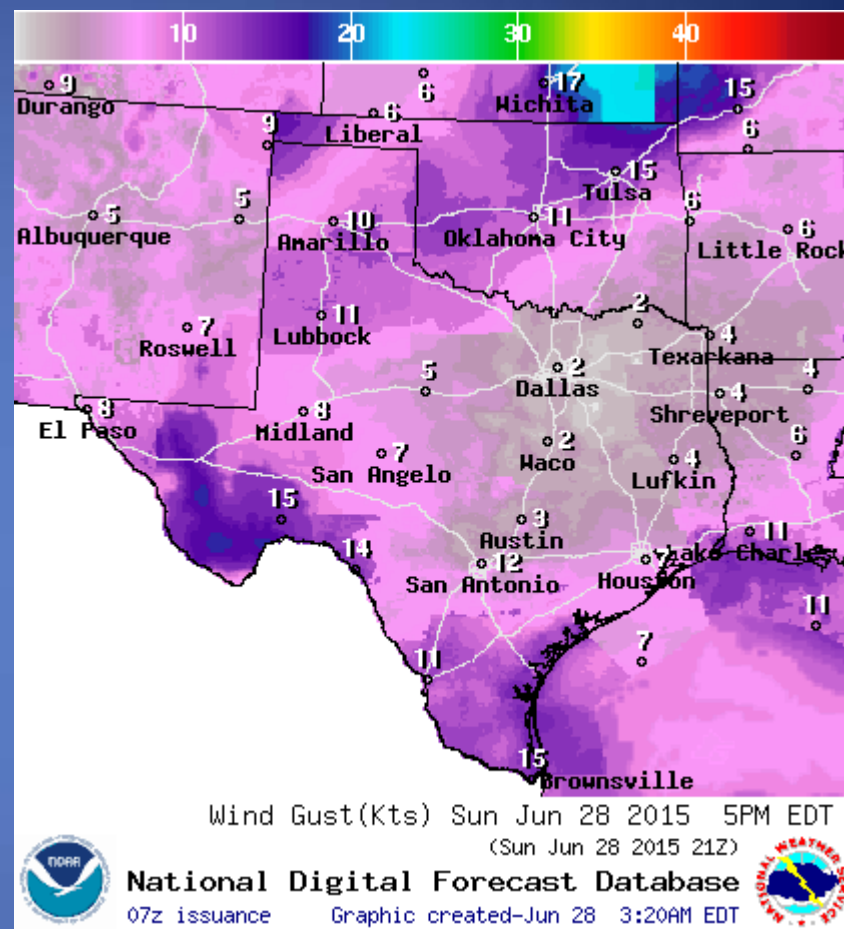 10 20 30 40
9 6 17 15
Durango Wichita
6
Liberal
9 6
15
Tulsa
5 5 10 11 6 6
Albuquerque Amarillo Oklahoma City Little Rock
7 11 2
Roswell Lubbock 4
Texarkana
5 2 4 4
Dallas Shreveport
8 8
El Paso Midland
7 2 4 6
San Angelo Waco Lufkin
15 3 11
Austin
14 12 Lake Charles
San Antonio Houston
11
7
11
15
Brownsville
Wind Gust(Kts) Sun Jun 28 2015 5PM EDT
(Sun Jun 28 2015 21Z)
NOAA
National Digital Forecast Database
NATIONAL WEATHER SERVICE
07z issuance Graphic created-Jun 28 3:20AM EDT